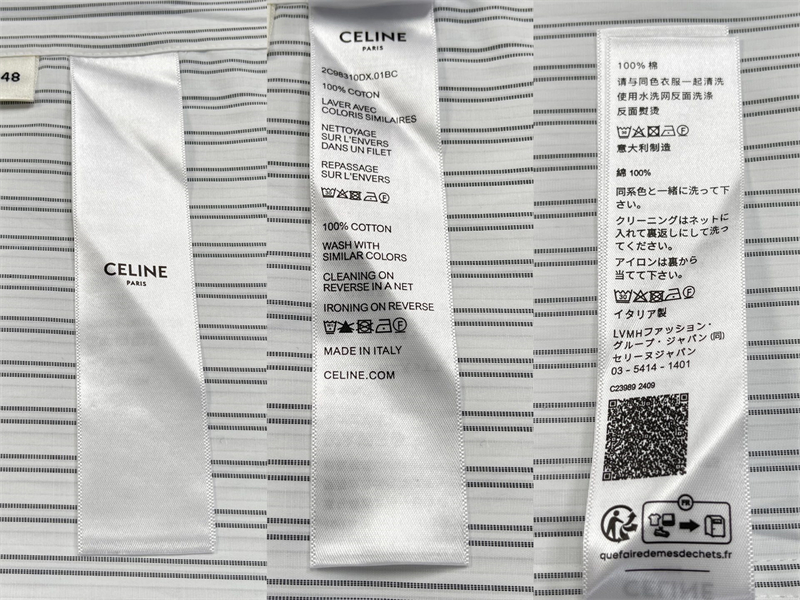 48
CELINE
PARIS
CELINE
PARIS
2C98310DX.01BC
100% COTTON
LAVER AVEC
COLORIS SIMILAIRES
NETTOYAGE
SUR L'ENVERS
DANS UN FILET
REPASSAGE
SUR L'ENVERS
100% COTTON
WASH WITH
SIMILAR COLORS
CLEANING ON
REVERSE IN A NET
IRONING ON REVERSE
MADE IN ITALY
CELINE.COM
100% 棉
请与同色衣服一起清洗
使用水洗网反面洗涤
反面熨烫
意大利制造
綿 100%
同系色と一緒に洗って下
さい。
クリーニングはネットに
入れて裏返しにして洗っ
てください。
アイロンは裏から
当てて下さい。
イタリア製
LVMHファッション・
グループ・ジャパン(同)
セリーヌジャパン
03 - 5414 - 1401
C23989 2409
FR
quefairedemesdechets.fr